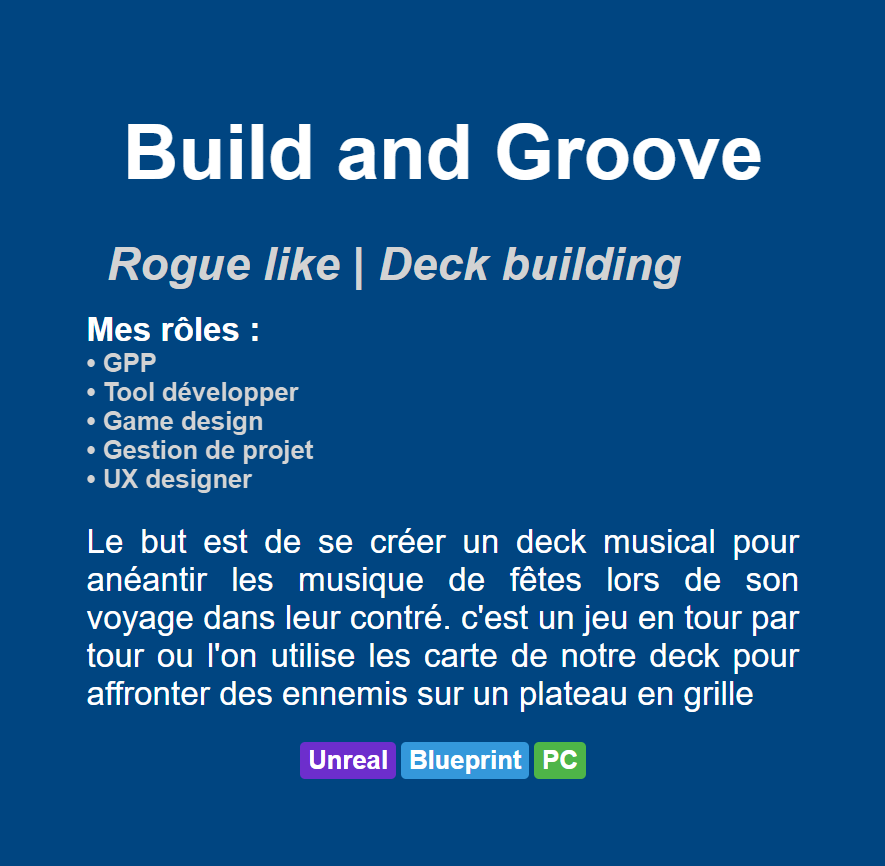 Build and Groove
Rogue like | Deck building
Mes rôles :
• GPP
• Tool développer
• Game design
• Gestion de projet
• UX designer
Le but est de se créer un deck musical pour
anéantir les musique de fêtes lors de son
voyage dans leur contré. c'est un jeu en tour par
tour ou l'on utilise les carte de notre deck pour
affronter des ennemis sur un plateau en grille
Unreal Blueprint PC